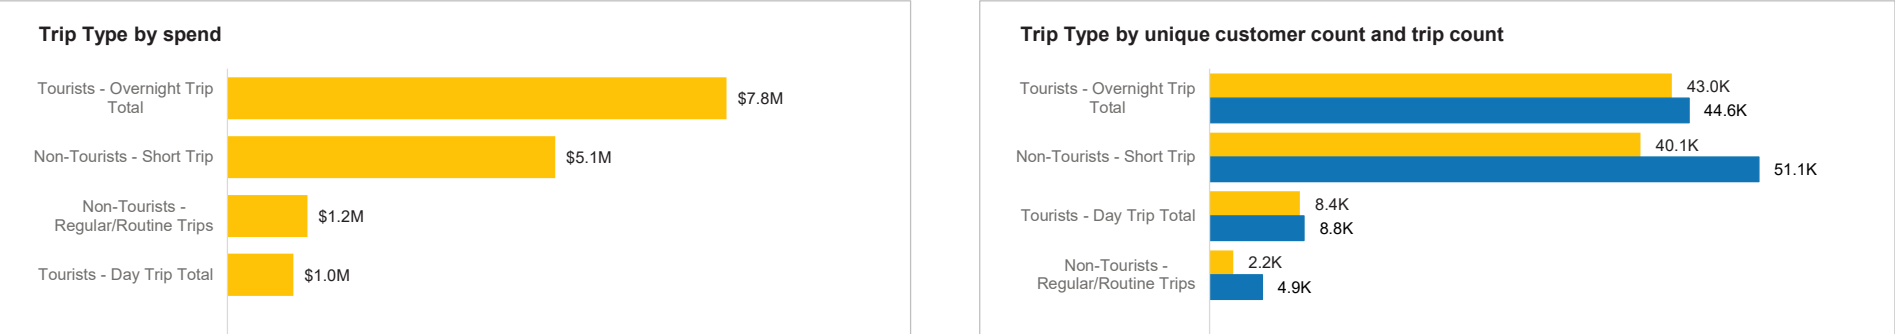 Trip Type by spend
Tourists - Overnight Trip
Total
$7.8M
Non-Tourists - Short Trip
$5.1M
Non-Tourists -
Regular/Routine Trips
$1.2M
Tourists - Day Trip Total
$1.0M
Trip Type by unique customer count and trip count
Tourists - Overnight Trip
Total
43.0K
44.6K
Non-Tourists - Short Trip
40.1K
51.1K
Tourists - Day Trip Total
8.4K
8.8K
Non-Tourists -
Regular/Routine Trips
2.2K
4.9K